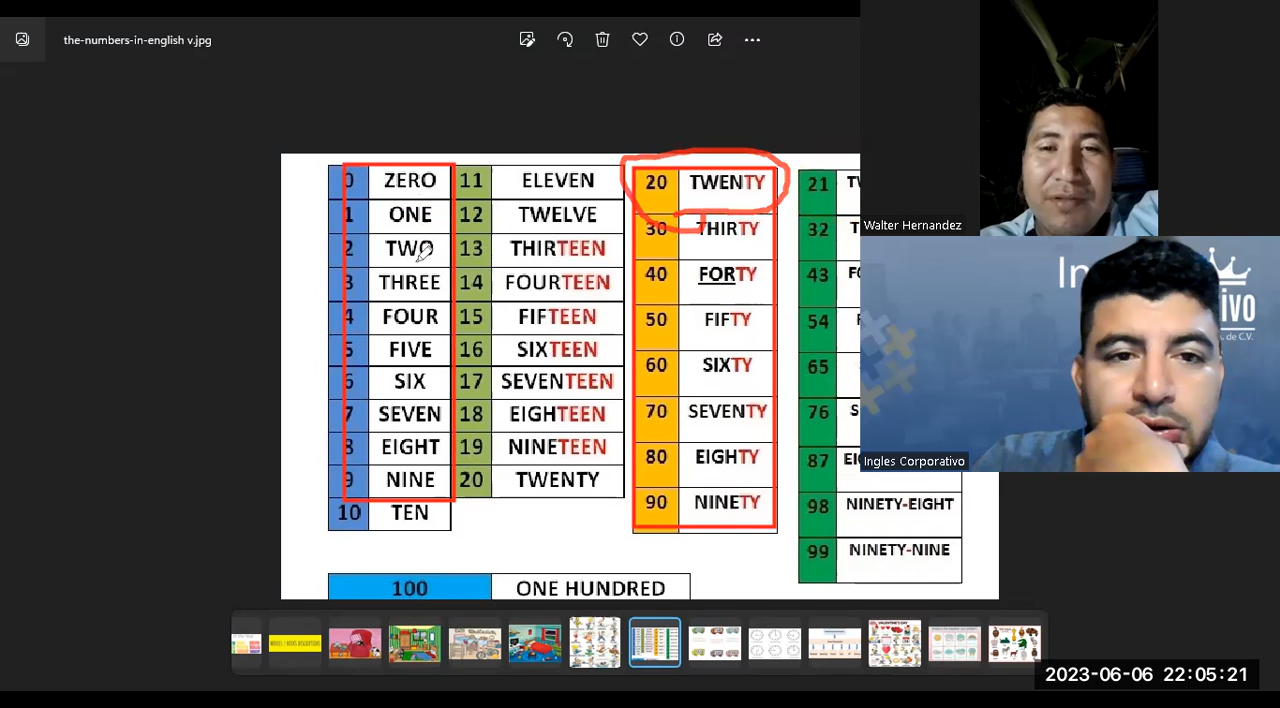 the-numbers-in-english v.jpg
0 ZERO 11 ELEVEN 20 TWENTY 21
1 ONE 12 TWELVE 30 THIRTY 32
2 TWO 13 THIRTEEN 40 FORTY 43
3 THREE 14 FOURTEEN 50 FIFTY 54
4 FOUR 15 FIFTEEN 60 SIXTY 65
5 FIVE 16 SIXTEEN 70 SEVENTY 76
6 SIX 17 SEVENTEEN 80 EIGHTY 87
7 SEVEN 18 EIGHTEEN 90 NINETY 98 NINETY-EIGHT
8 EIGHT 19 NINETEEN 99 NINETY-NINE
9 NINE 20 TWENTY
10 TEN
100 ONE HUNDRED
Walter Hernandez
In
ivo
. de C.V.
Ingles Corporativo
2023-06-06 22:05:21